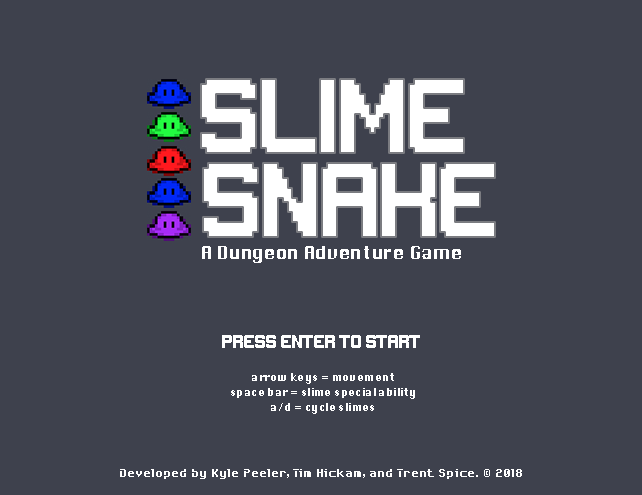 SLIME
SNAKE
A Dungeon Adventure Game
PRESS ENTER TO START
arrow keys = movement
space bar = slime special ability
a/d = cycle slimes
Developed by Kyle Peeler, Tim Hickam, and Trent Spice. © 2018